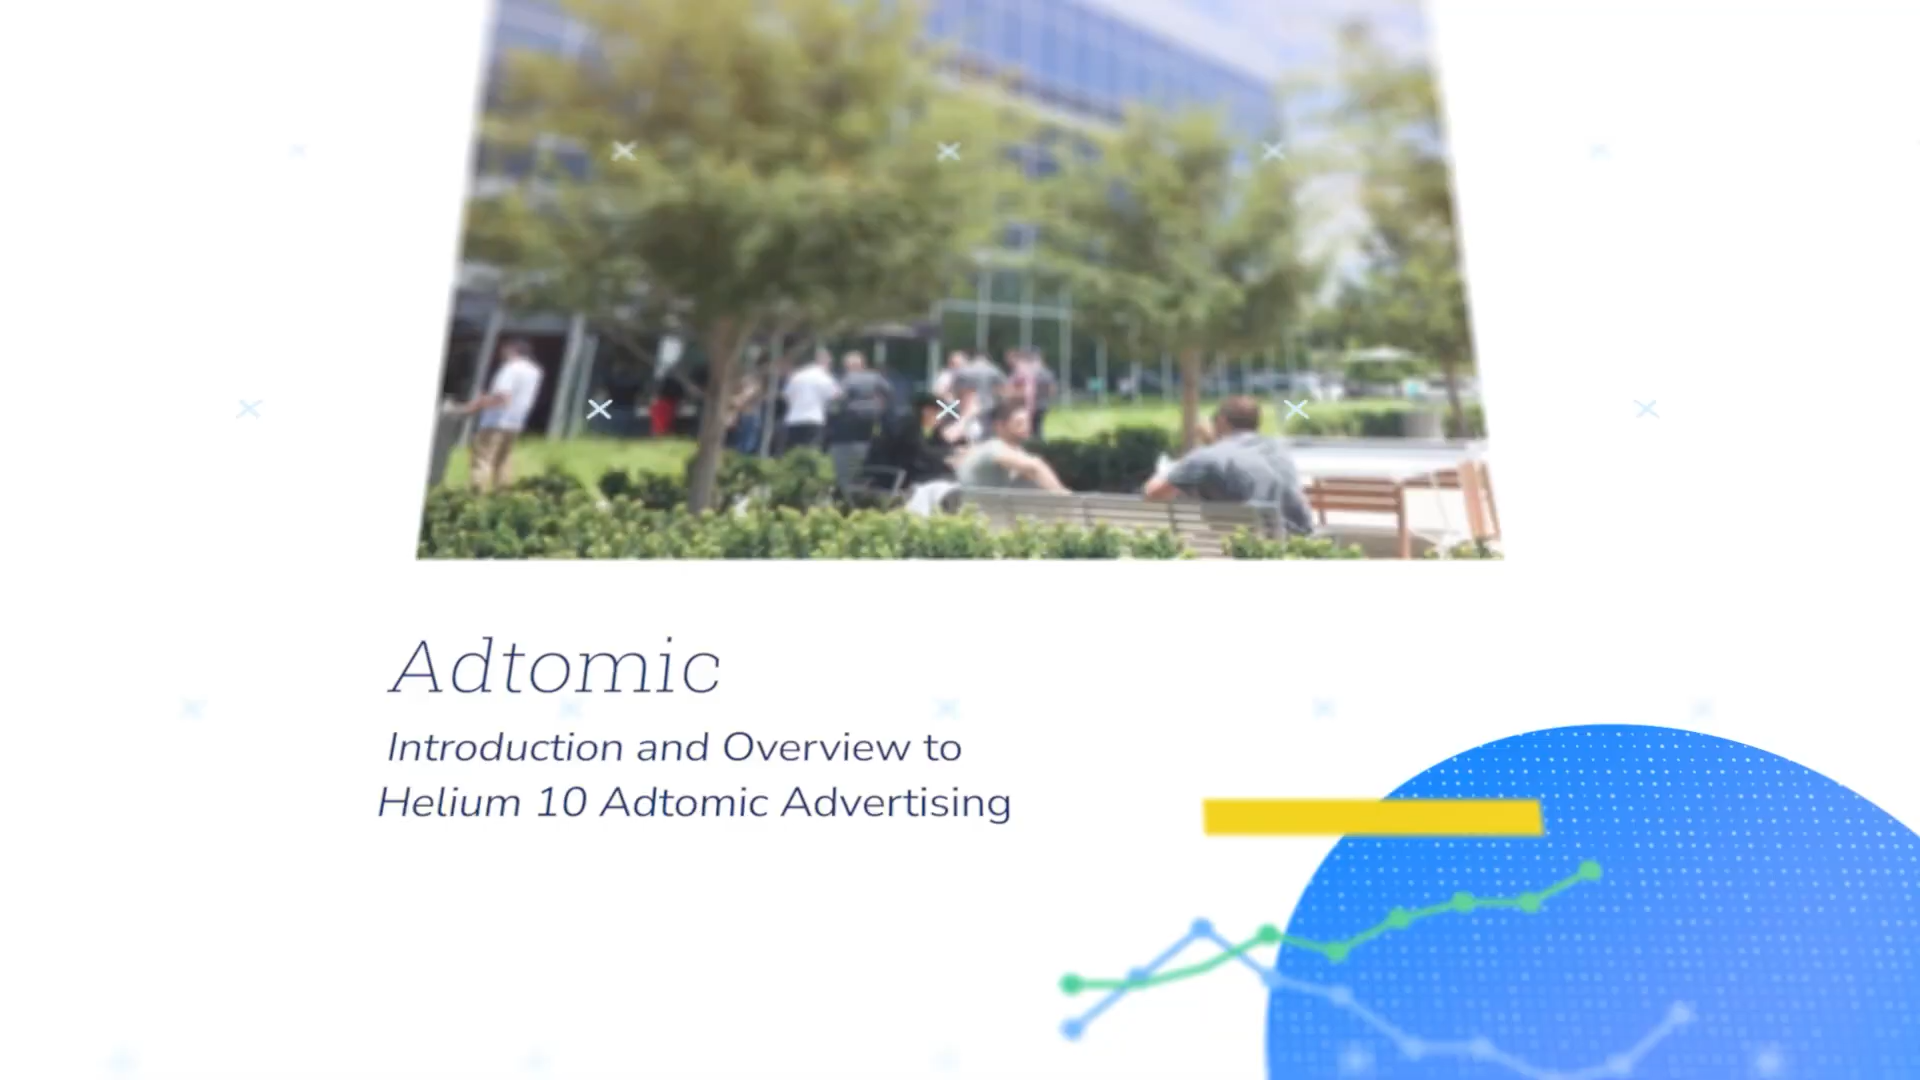 Adtomic
Introduction and Overview to
Helium 10 Adtomic Advertising